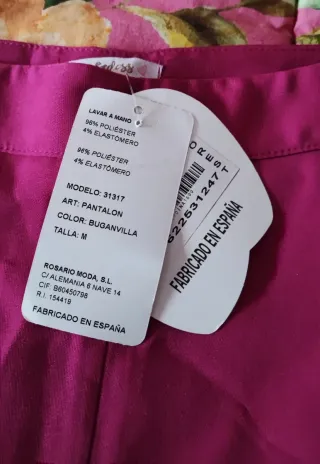 LAVAR A MANO
96% POLIÉSTER
4% ELASTÓMERO
96% POLIÉSTER
4% ELASTÓMERO
MODELO: 31317
ART: PANTALON
COLOR: BUGANVILLA
TALLA: M
ROSARIO MODA, S.L.
C/ ALEMANIA 6 NAVE 14
CIF: B60450798
R.I. 154419
FABRICADO EN ESPAÑA
622531247
FABRICADO EN ESPAÑA